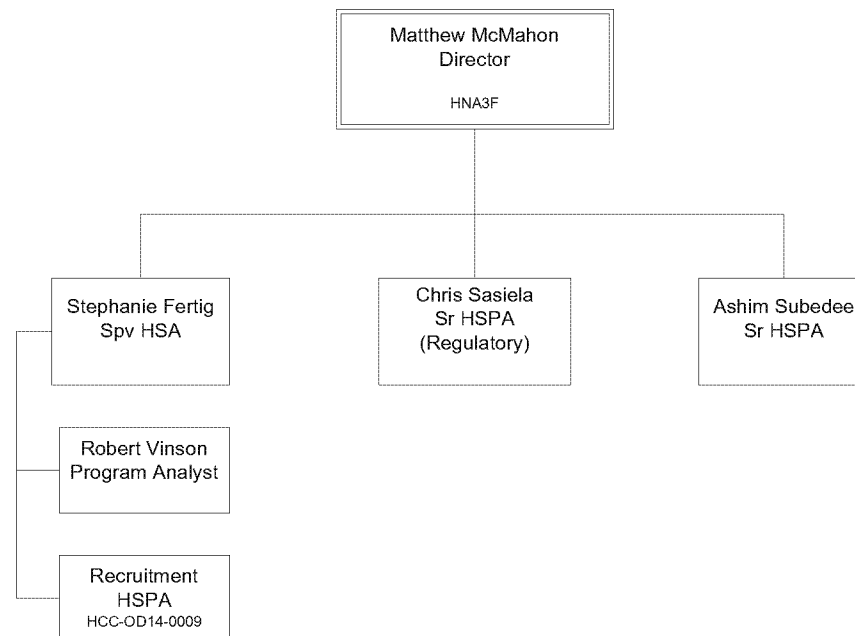 Matthew McMahon
Director
HNA3F
Stephanie Fertig
Spv HSA
Chris Sasiela
Sr HSPA
(Regulatory)
Ashim Subedee
Sr HSPA
Robert Vinson
Program Analyst
Recruitment
HSPA
HCC-OD14-0009